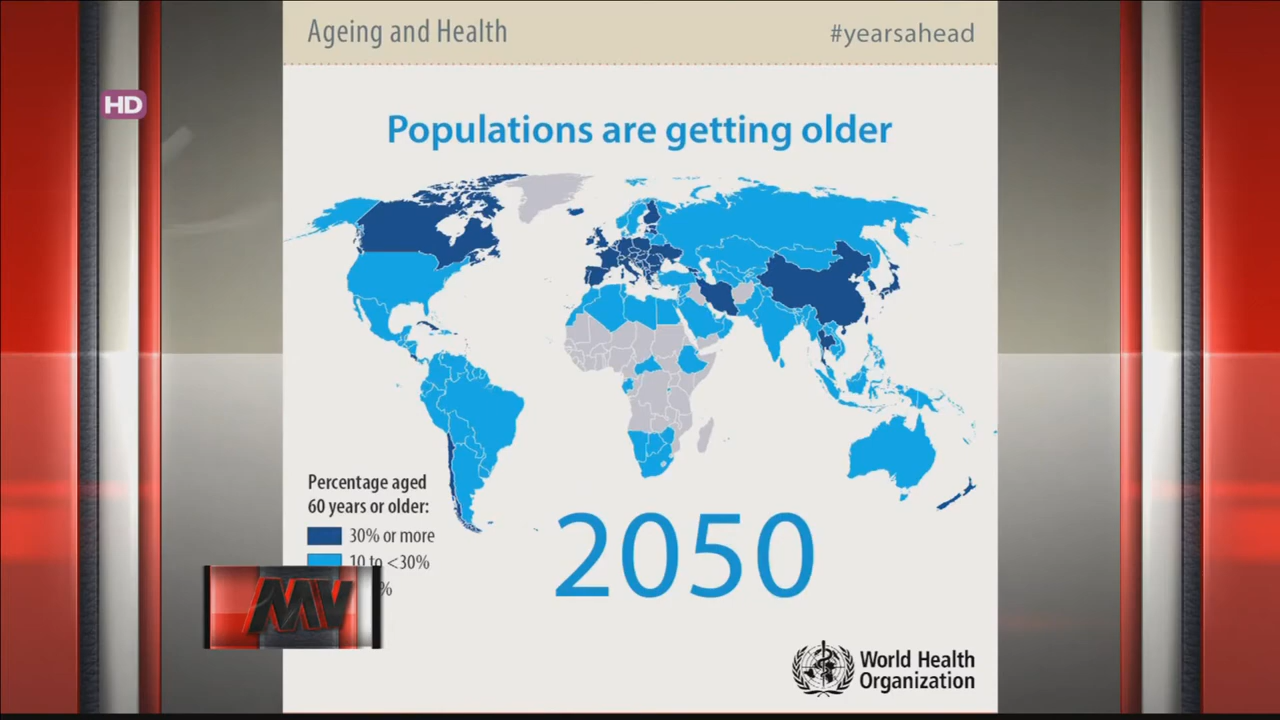 Ageing and Health
#yearsahead
HD
Populations are getting older
Percentage aged
60 years or older:
30% or more
10 to <30%
%
2050
MV
World Health
Organization